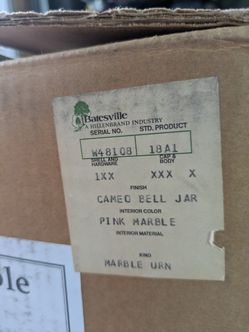 Batesville
A HILLENBRAND INDUSTRY
SERIAL NO. STD. PRODUCT
W48108 18A1
SHELL AND HARDWARE CAP & BODY
1XX XXX X
FINISH
CAMEO BELL JAR
INTERIOR COLOR
PINK MARBLE
INTERIOR MATERIAL
KIND
MARBLE URN